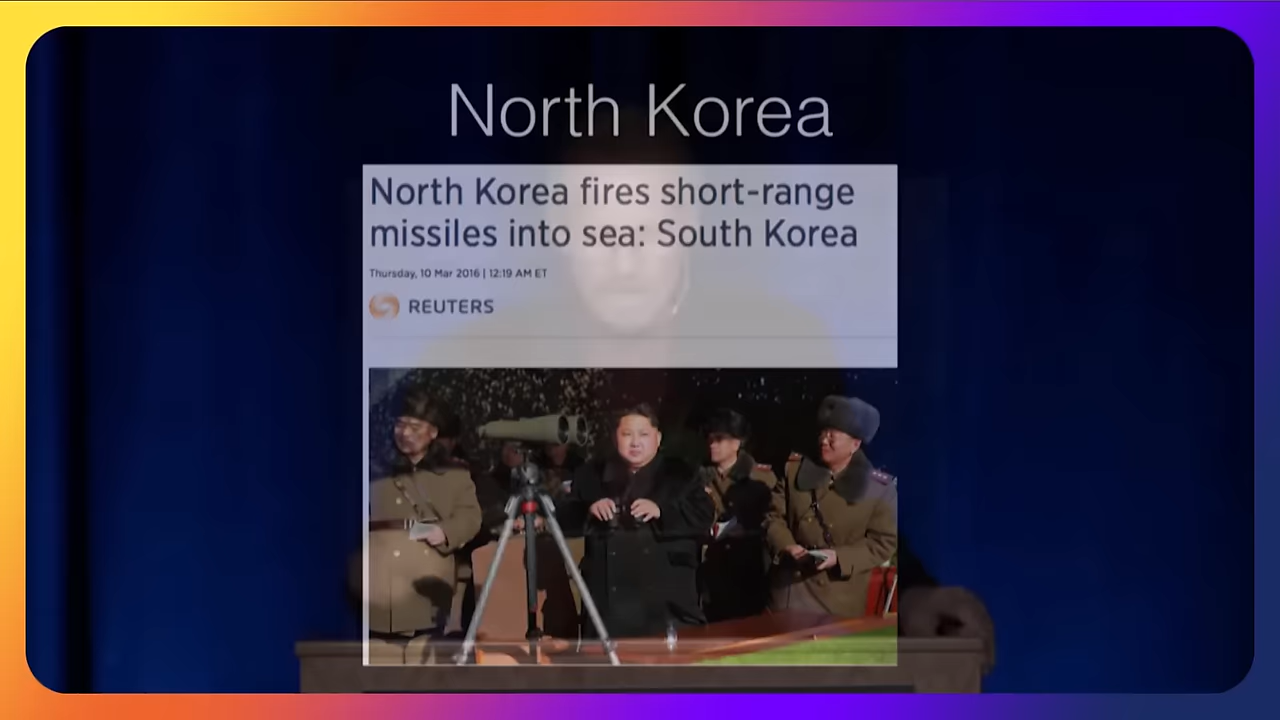 North Korea
North Korea fires short-range
missiles into sea: South Korea
Thursday, 10 Mar 2016 | 12:19 AM ET
REUTERS